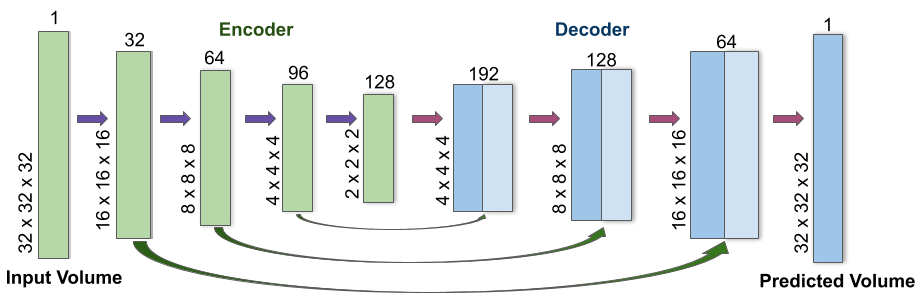 1
Encoder
Decoder
1
32
64
96
128
192
128
64
32 x 32 x 32
16 x 16 x 16
8 x 8 x 8
4 x 4 x 4
2 x 2 x 2
4 x 4 x 4
8 x 8 x 8
16 x 16 x 16
32 x 32 x 32
Input Volume
Predicted Volume